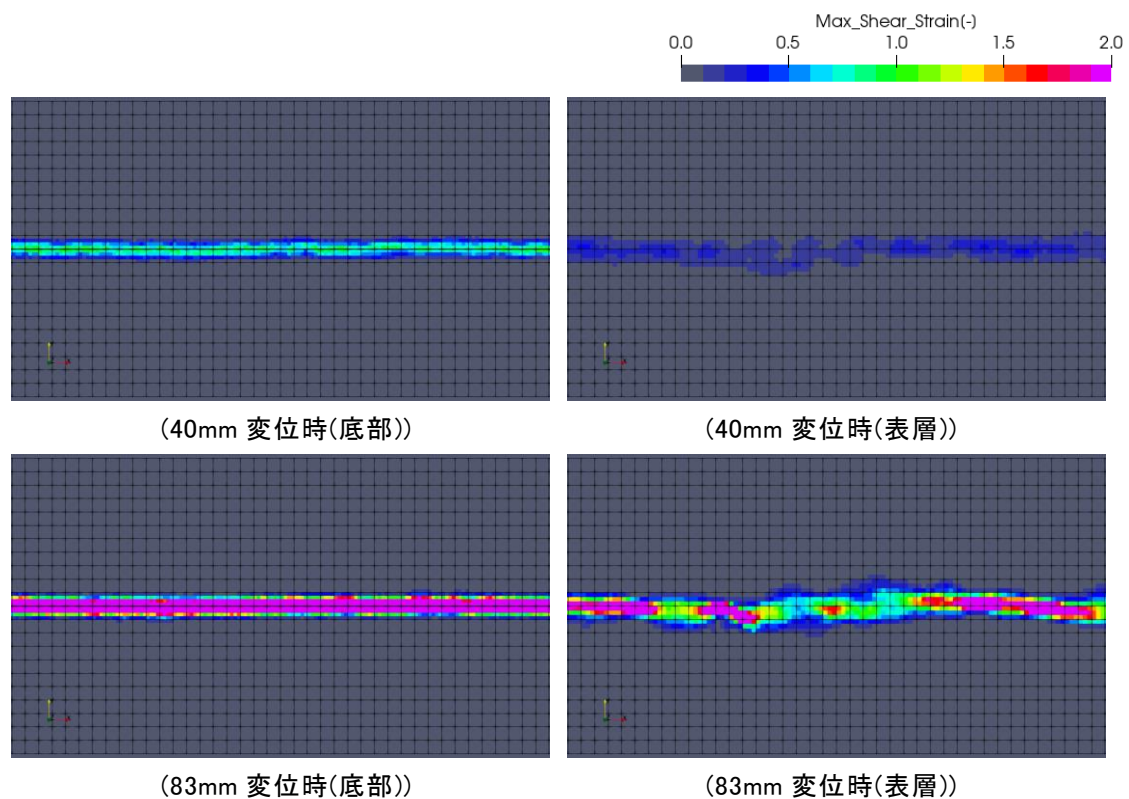 Max_Shear_Strain(-)
0.0 0.5 1.0 1.5 2.0
(40mm 変位時(底部))
(40mm 変位時(表層))
(83mm 変位時(底部))
(83mm 変位時(表層))